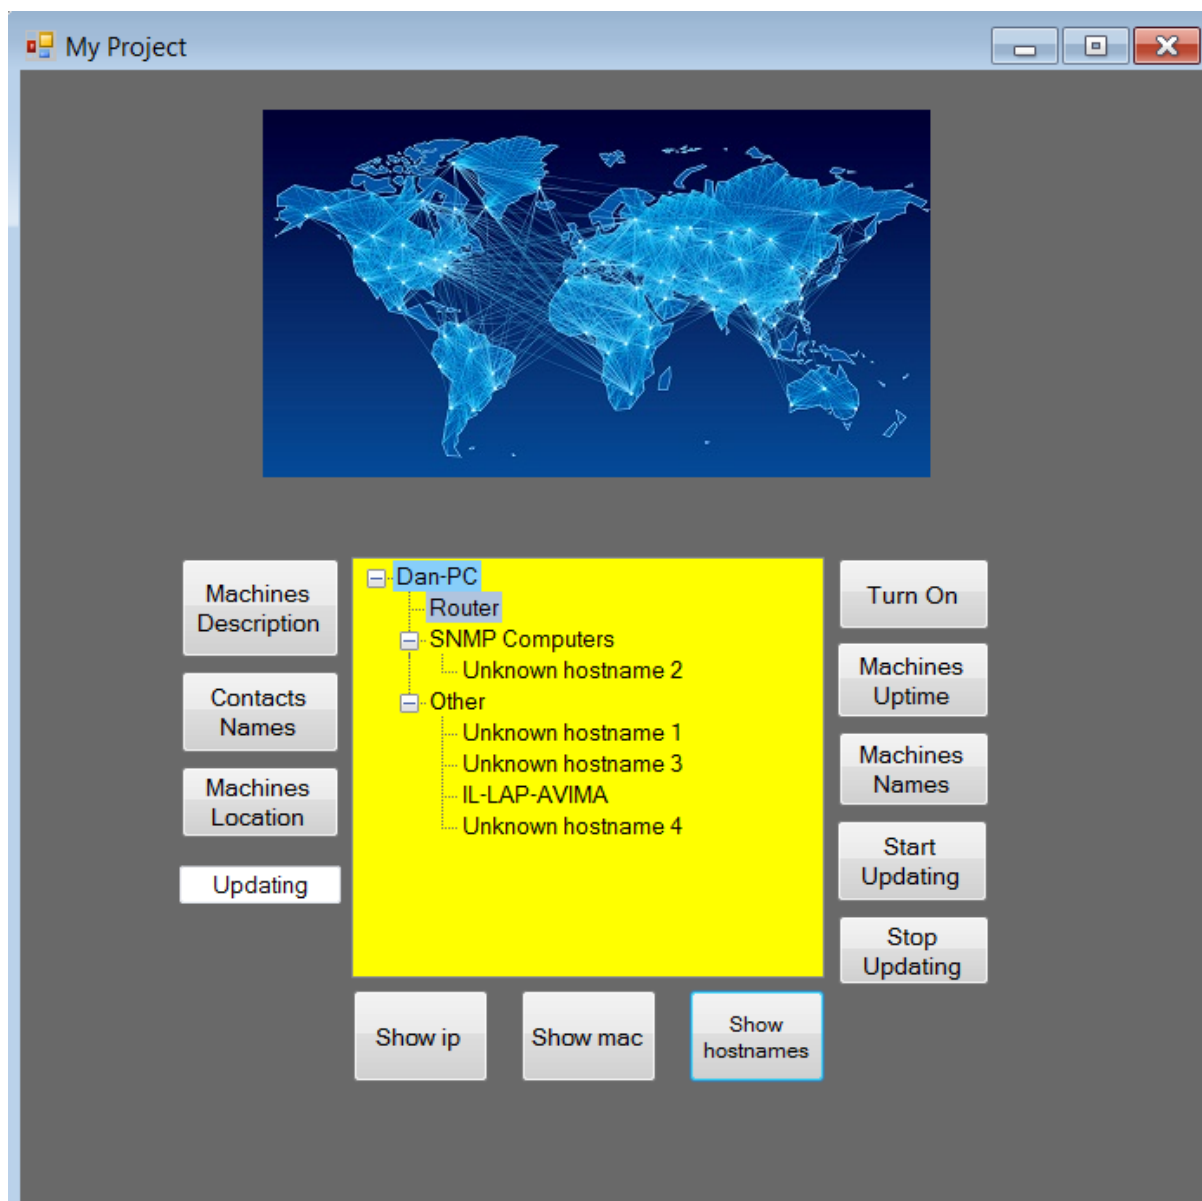 My Project
Machines
Description
Contacts
Names
Machines
Location
Updating
Dan-PC
Router
SNMP Computers
Unknown hostname 2
Other
Unknown hostname 1
Unknown hostname 3
IL-LAP-AVIMA
Unknown hostname 4
Turn On
Machines
Uptime
Machines
Names
Start
Updating
Stop
Updating
Show ip
Show mac
Show
hostnames